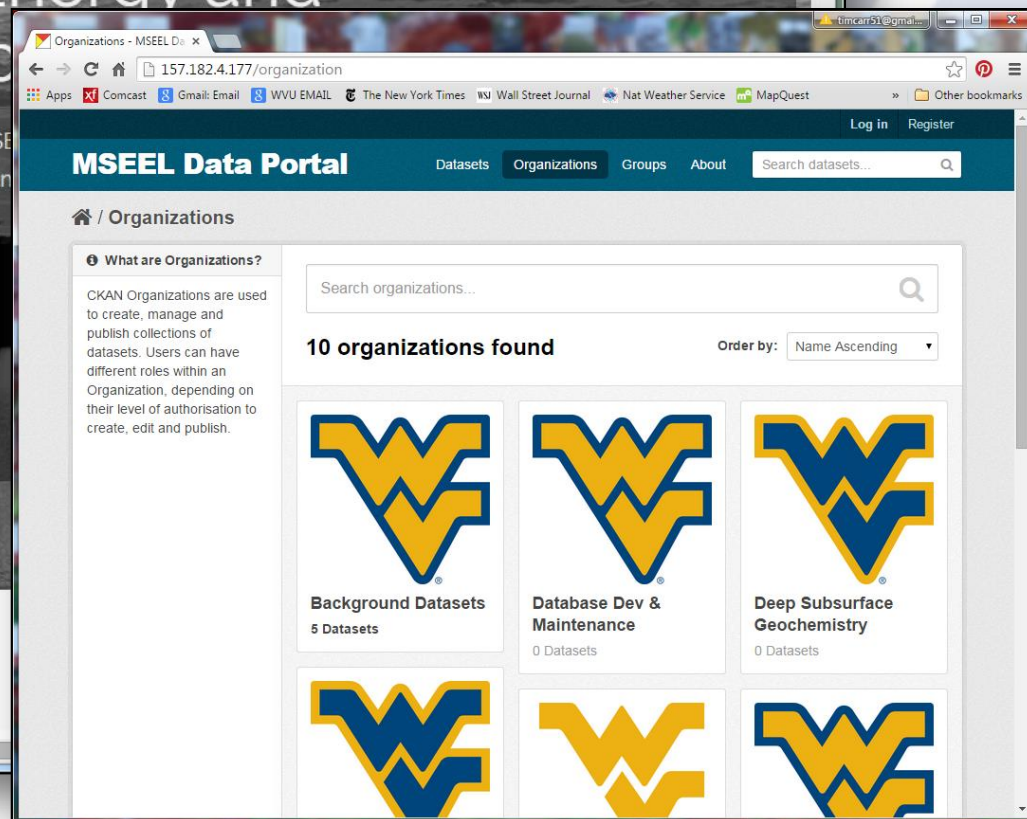 Energy and
timcarr51@gmai...
Organizations - MSEEL Da
157.182.4.177/organization
Apps Comcast Gmail: Email WVU EMAIL The New York Times WSJ Wall Street Journal Nat Weather Service MapQuest » Other bookmarks
Log in Register
MSEEL Data Portal Datasets Organizations Groups About Search datasets...
/ Organizations
What are Organizations?
CKAN Organizations are used
to create, manage and
publish collections of
datasets. Users can have
different roles within an
Organization, depending on
their level of authorisation to
create, edit and publish.
Search organizations...
10 organizations found Order by: Name Ascending
Background Datasets
5 Datasets
Database Dev &
Maintenance
0 Datasets
Deep Subsurface
Geochemistry
0 Datasets